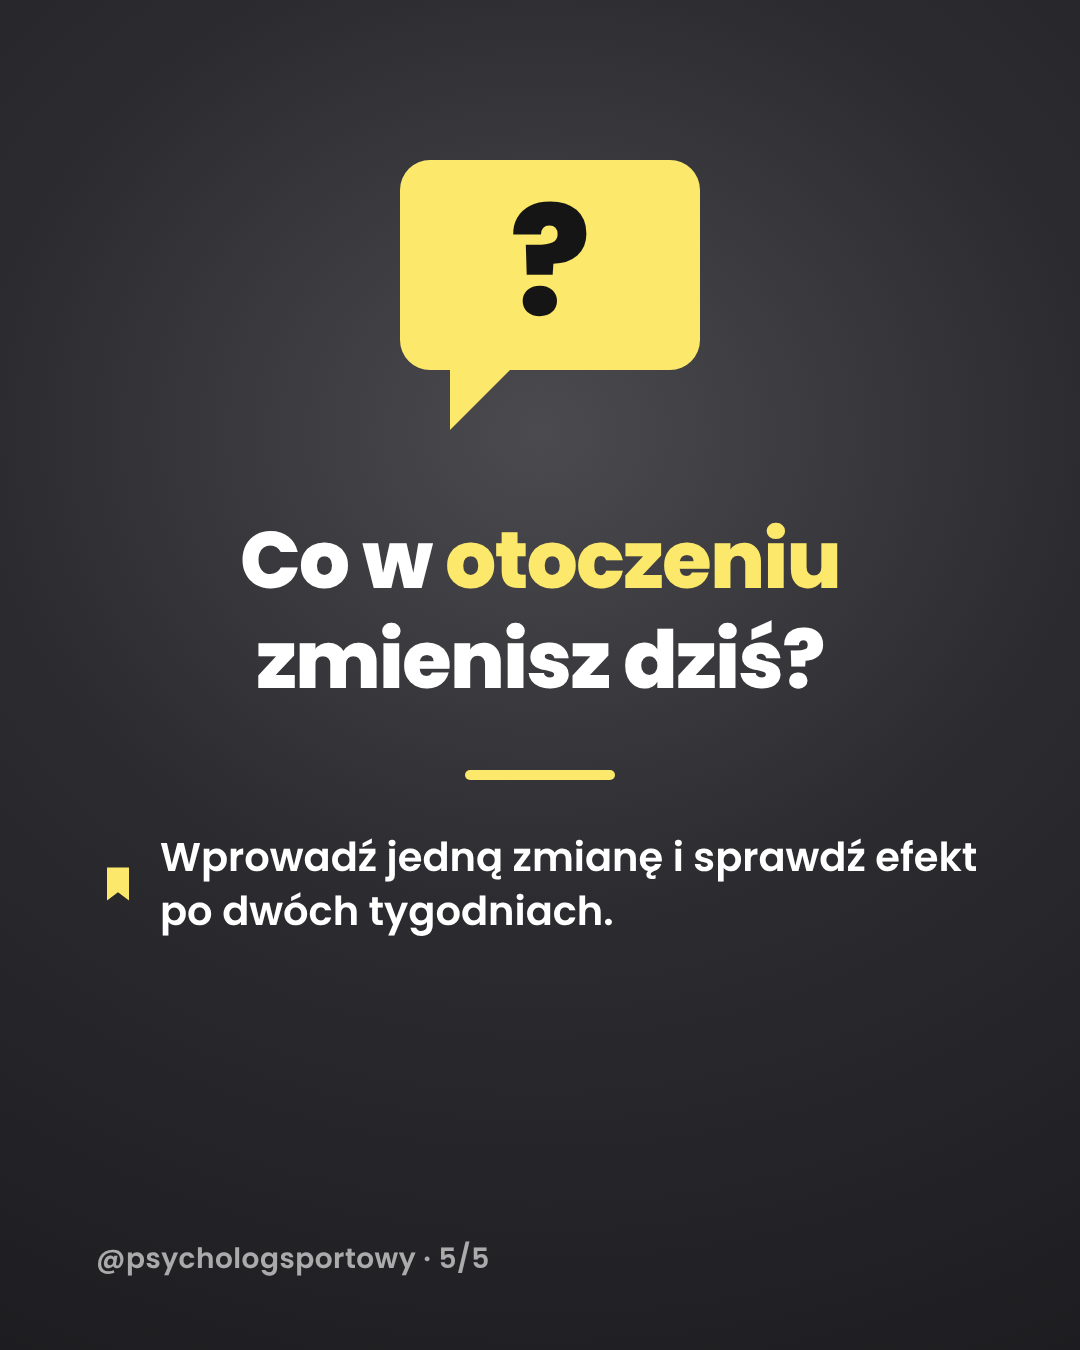 ?
Co w otoczeniu
zmienisz dziś?
Wprowadź jedną zmianę i sprawdź efekt
po dwóch tygodniach.
@psychologsportowy · 5/5